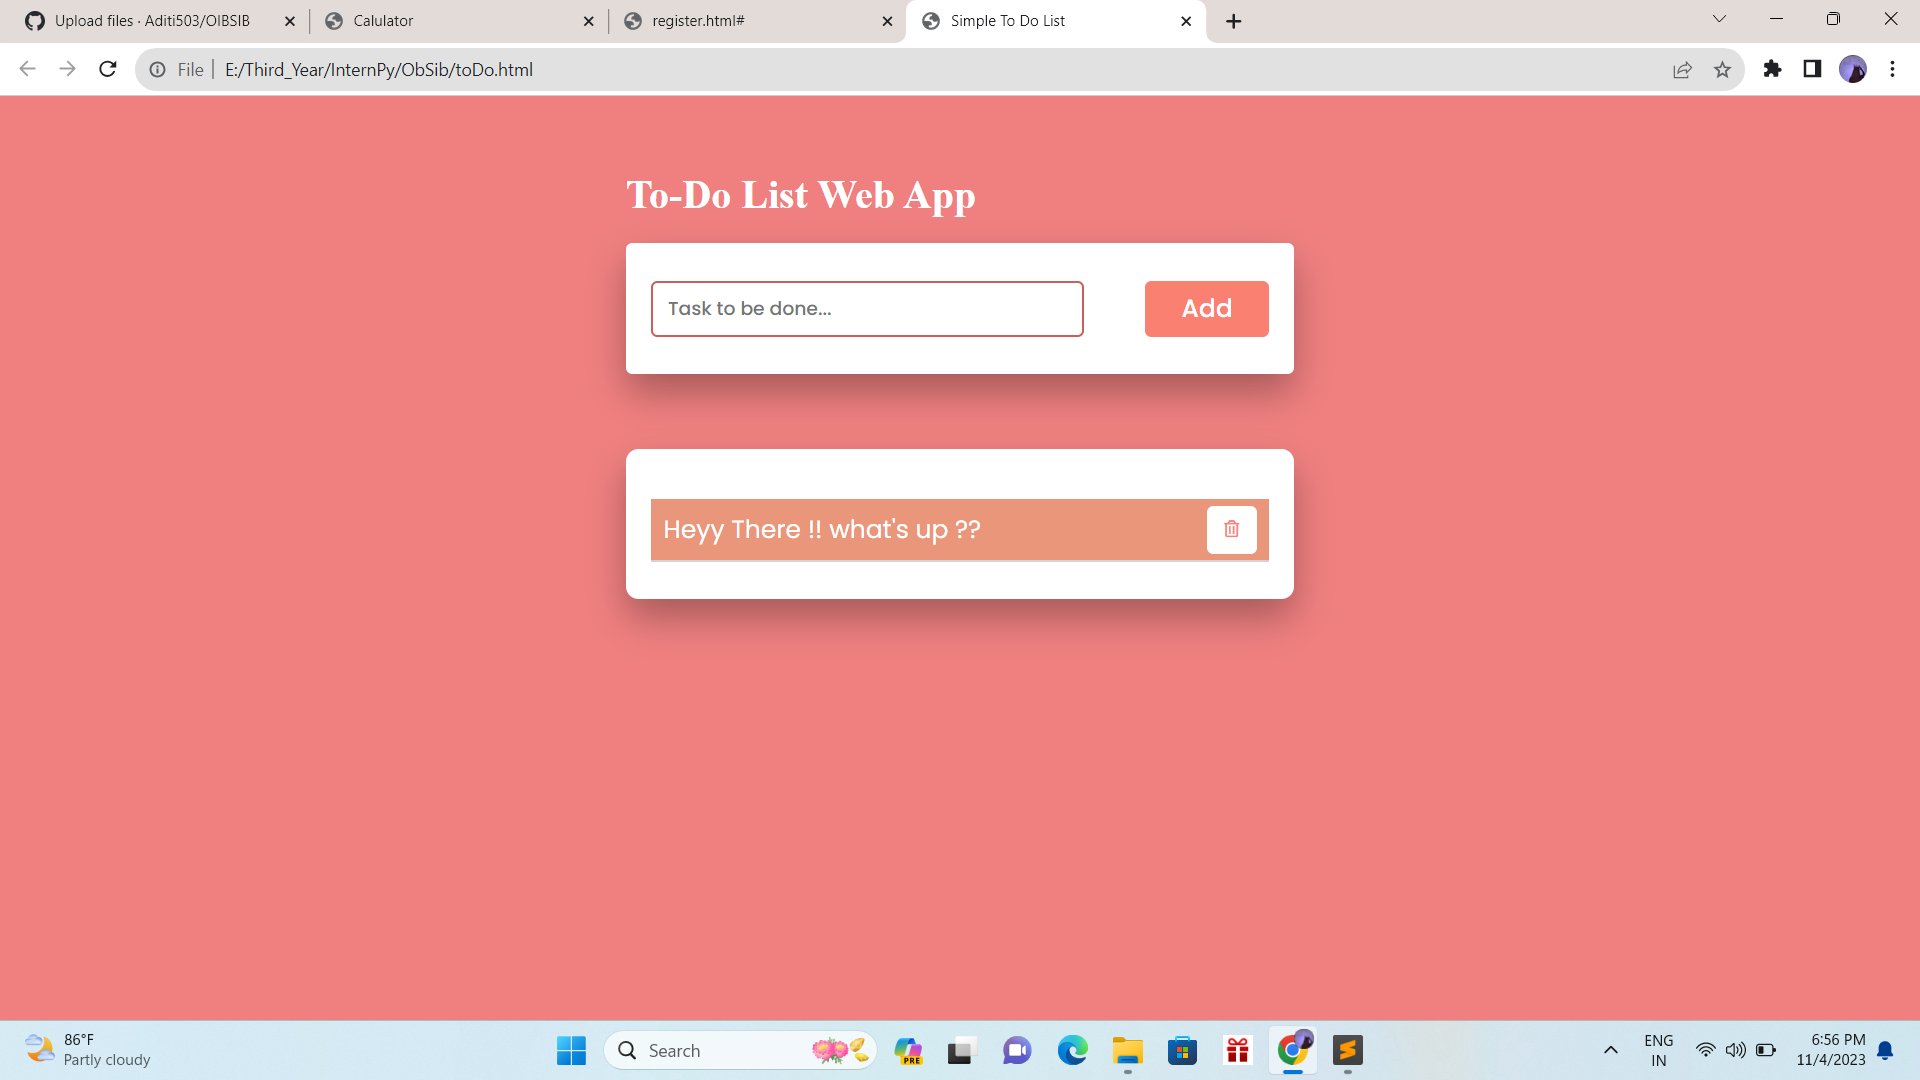 Upload files · Aditi503/OIBSIB
Calulator
register.html#
Simple To Do List
File
E:/Third_Year/InternPy/ObSib/toDo.html
To-Do List Web App
Task to be done...
Add
Heyy There !! what's up ??
86°F
Partly cloudy
Search
PRE
ENG
IN
6:56 PM
11/4/2023